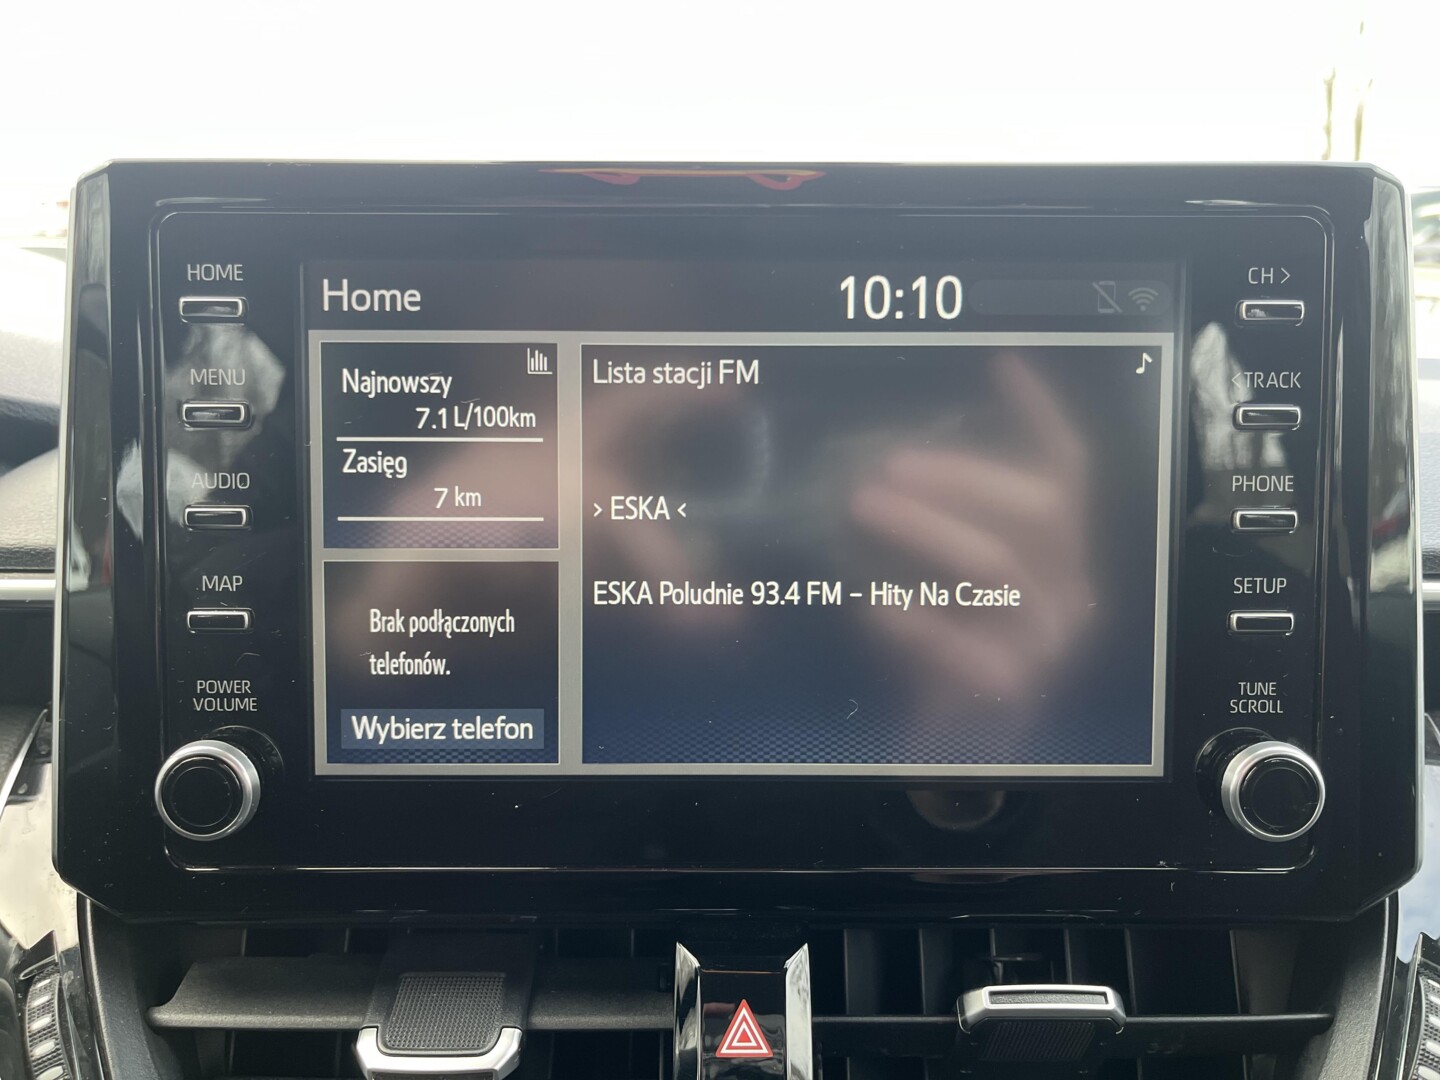 HOME
MENU
AUDIO
MAP
POWER
VOLUME
Home
10:10
Najnowszy
7.1 L/100km
Zasięg
7 km
Brak podłączonych
telefonów.
Wybierz telefon
Lista stacji FM
› ESKA ‹
ESKA Poludnie 93.4 FM – Hity Na Czasie
CH >
< TRACK
PHONE
SETUP
TUNE
SCROLL